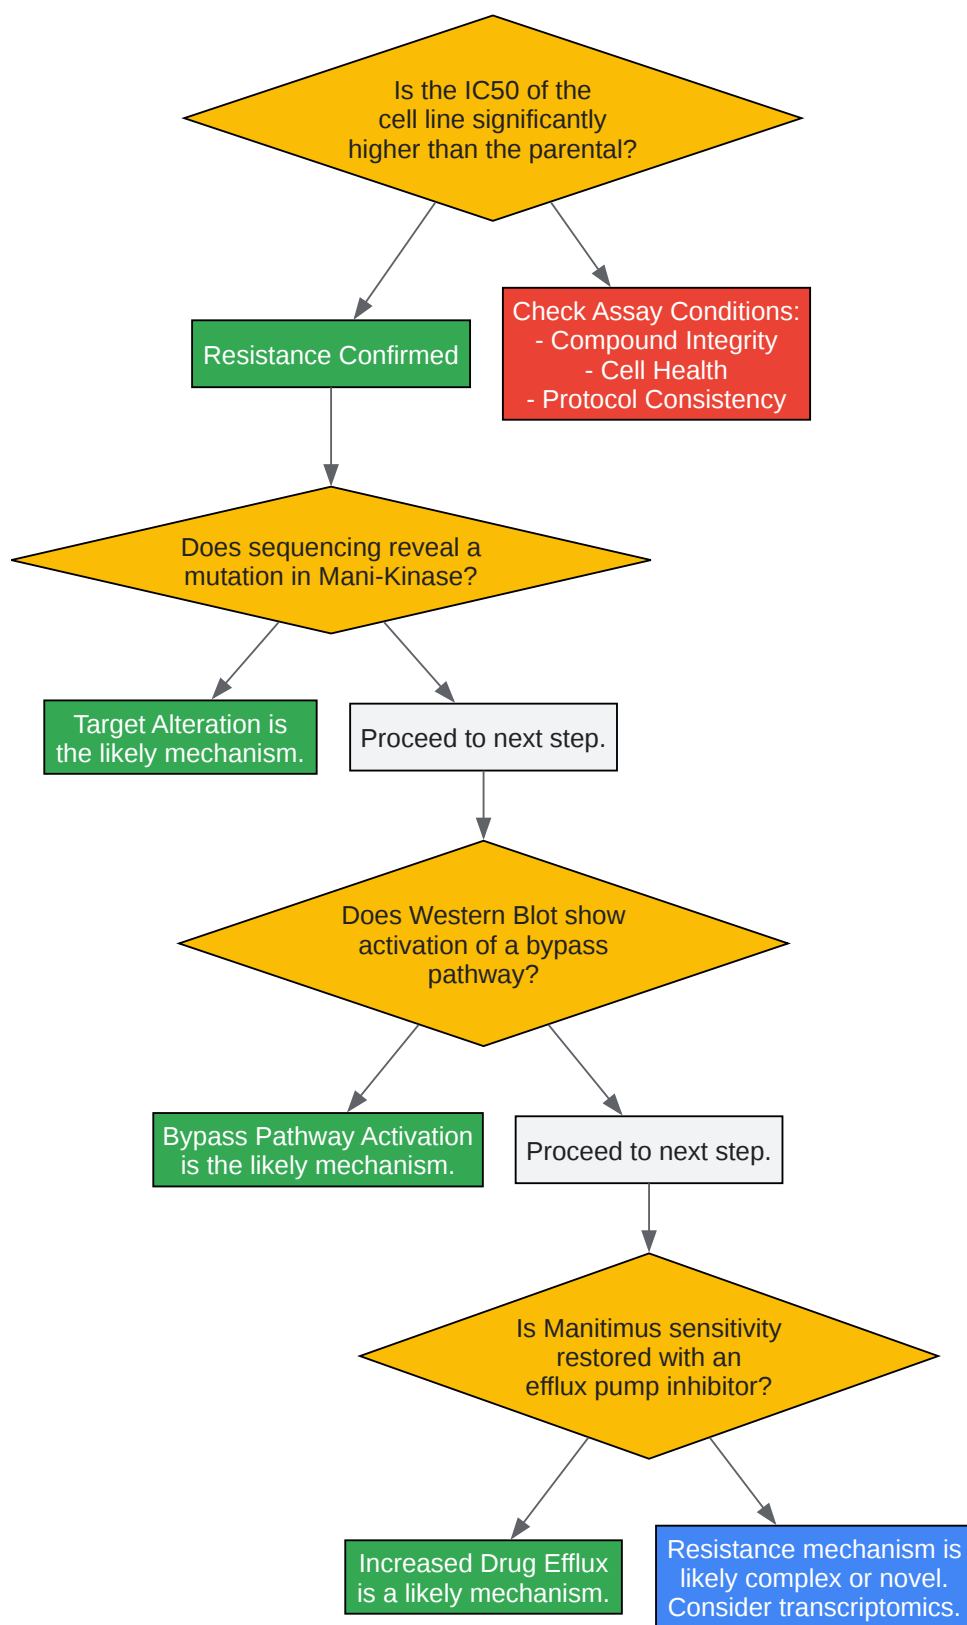 Is the IC50 of the
cell line significantly
higher than the parental?
Resistance Confirmed
Check Assay Conditions:
- Compound Integrity
- Cell Health
- Protocol Consistency
Does sequencing reveal a
mutation in Mani-Kinase?
Target Alteration is
the likely mechanism.
Proceed to next step.
Does Western Blot show
activation of a bypass
pathway?
Bypass Pathway Activation
is the likely mechanism.
Proceed to next step.
Is Manitimus sensitivity
restored with an
efflux pump inhibitor?
Increased Drug Efflux
is a likely mechanism.
Resistance mechanism is
likely complex or novel.
Consider transcriptomics.